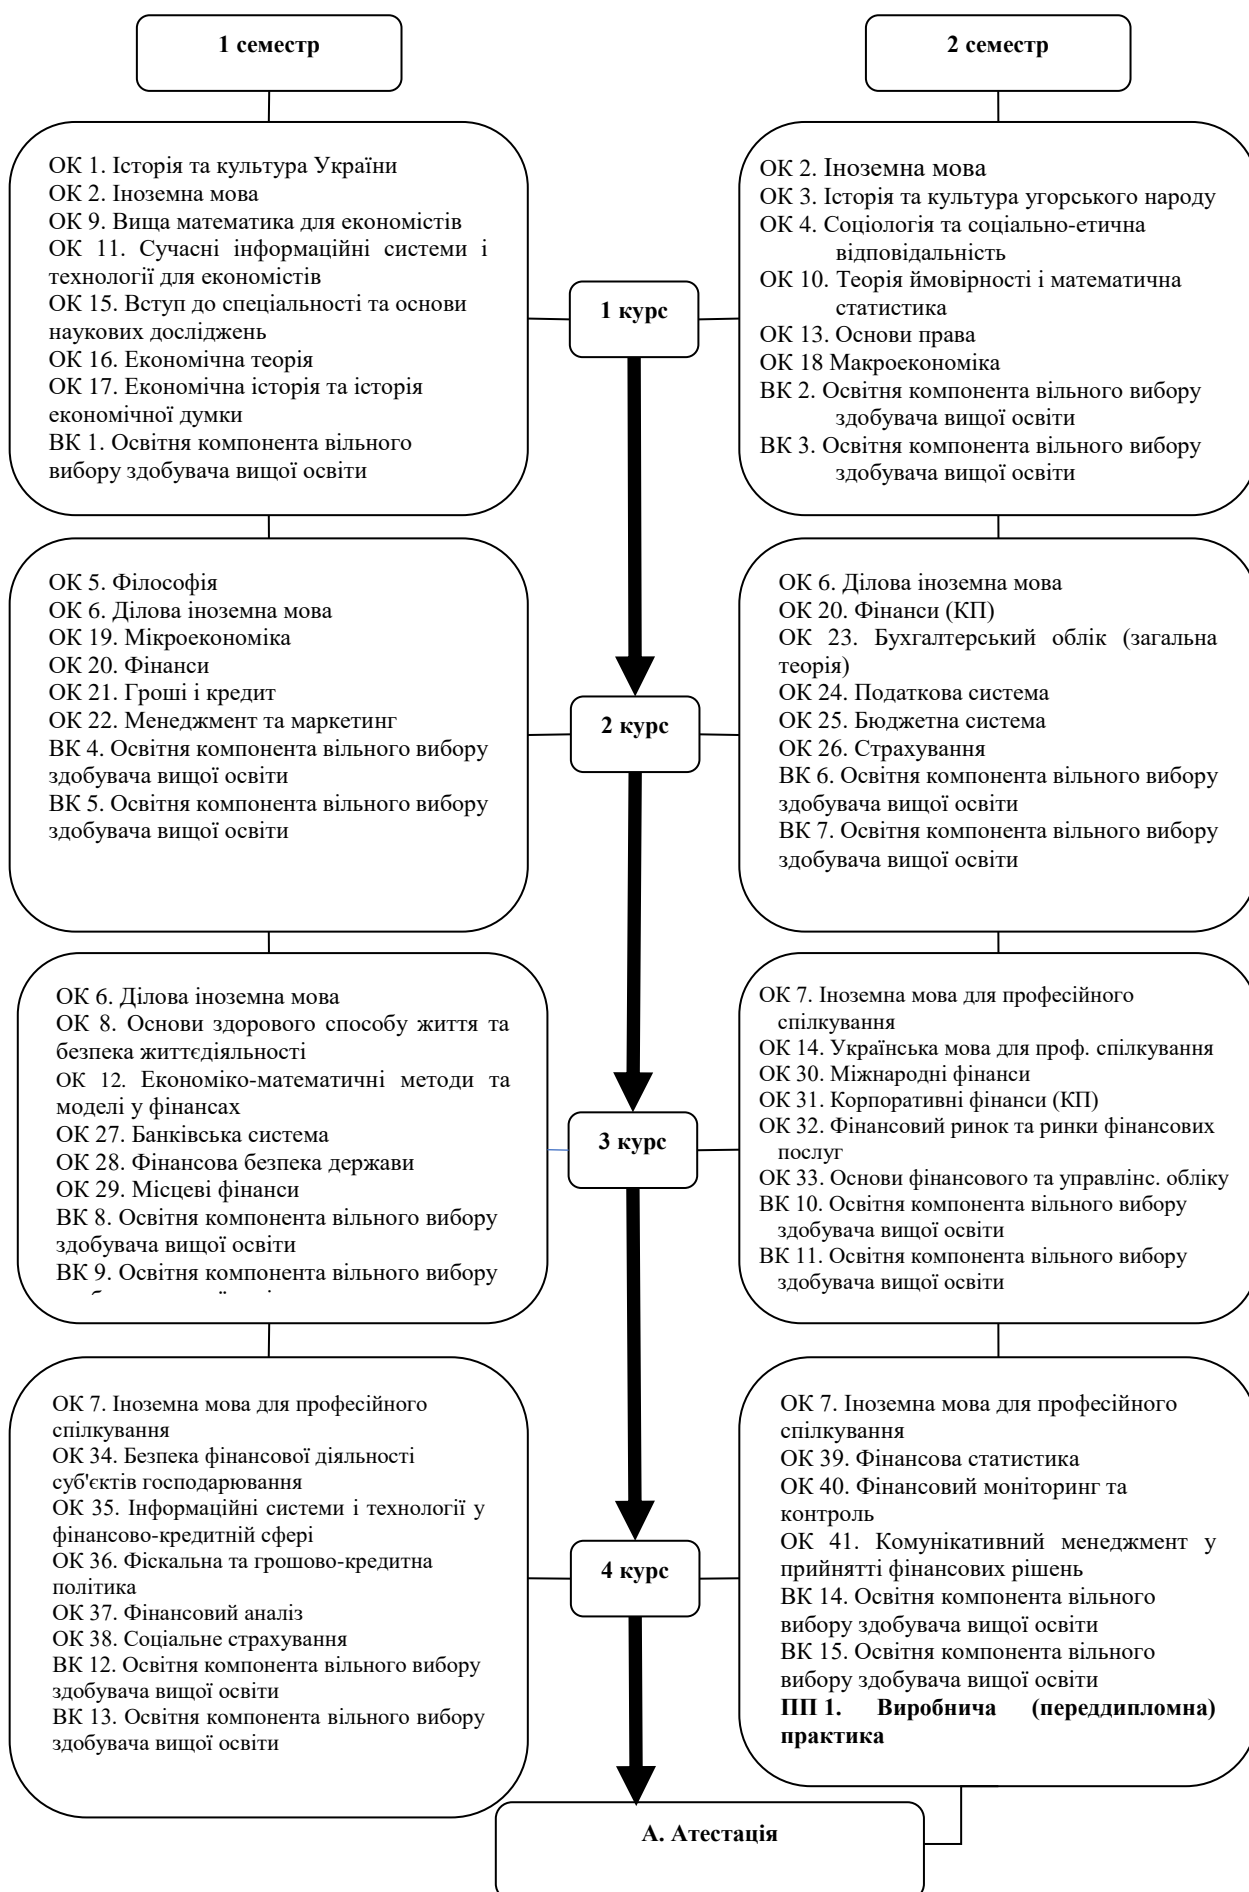 1 семестр
2 семестр
ОК 1. Історія та культура України
ОК 2. Іноземна мова
ОК 9. Вища математика для економістів
ОК 11. Сучасні інформаційні системи і
технології для економістів
ОК 15. Вступ до спеціальності та основи
наукових досліджень
ОК 16. Економічна теорія
ОК 17. Економічна історія та історія
економічної думки
ВК 1. Освітня компонента вільного
вибору здобувача вищої освіти
1 курс
ОК 2. Іноземна мова
ОК 3. Історія та культура угорського народу
ОК 4. Соціологія та соціально-етична
відповідальність
ОК 10. Теорія ймовірності і математична
статистика
ОК 13. Основи права
ОК 18 Макроекономіка
ВК 2. Освітня компонента вільного вибору
здобувача вищої освіти
ВК 3. Освітня компонента вільного вибору
здобувача вищої освіти
ОК 5. Філософія
ОК 6. Ділова іноземна мова
ОК 19. Мікроекономіка
ОК 20. Фінанси
ОК 21. Гроші і кредит
ОК 22. Менеджмент та маркетинг
ВК 4. Освітня компонента вільного вибору
здобувача вищої освіти
ВК 5. Освітня компонента вільного вибору
здобувача вищої освіти
2 курс
ОК 6. Ділова іноземна мова
ОК 20. Фінанси (КП)
ОК 23. Бухгалтерський облік (загальна
теорія)
ОК 24. Податкова система
ОК 25. Бюджетна система
ОК 26. Страхування
ВК 6. Освітня компонента вільного вибору
здобувача вищої освіти
ВК 7. Освітня компонента вільного вибору
здобувача вищої освіти
ОК 6. Ділова іноземна мова
ОК 8. Основи здорового способу життя та
безпека життєдіяльності
ОК 12. Економіко-математичні методи та
моделі у фінансах
ОК 27. Банківська система
ОК 28. Фінансова безпека держави
ОК 29. Місцеві фінанси
ВК 8. Освітня компонента вільного вибору
здобувача вищої освіти
ВК 9. Освітня компонента вільного вибору
3 курс
ОК 7. Іноземна мова для професійного
спілкування
ОК 14. Українська мова для проф. спілкування
ОК 30. Міжнародні фінанси
ОК 31. Корпоративні фінанси (КП)
ОК 32. Фінансовий ринок та ринки фінансових
послуг
ОК 33. Основи фінансового та управлінс. обліку
ВК 10. Освітня компонента вільного вибору
здобувача вищої освіти
ВК 11. Освітня компонента вільного вибору
здобувача вищої освіти
ОК 7. Іноземна мова для професійного
спілкування
ОК 34. Безпека фінансової діяльності
суб'єктів господарювання
ОК 35. Інформаційні системи і технології у
фінансово-кредитній сфері
ОК 36. Фіскальна та грошово-кредитна
політика
ОК 37. Фінансовий аналіз
ОК 38. Соціальне страхування
ВК 12. Освітня компонента вільного вибору
здобувача вищої освіти
ВК 13. Освітня компонента вільного вибору
здобувача вищої освіти
4 курс
ОК 7. Іноземна мова для професійного
спілкування
ОК 39. Фінансова статистика
ОК 40. Фінансовий моніторинг та
контроль
ОК 41. Комунікативний менеджмент у
прийнятті фінансових рішень
ВК 14. Освітня компонента вільного
вибору здобувача вищої освіти
ВК 15. Освітня компонента вільного
вибору здобувача вищої освіти
ПП 1. Виробнича (переддипломна)
практика
А. Атестація